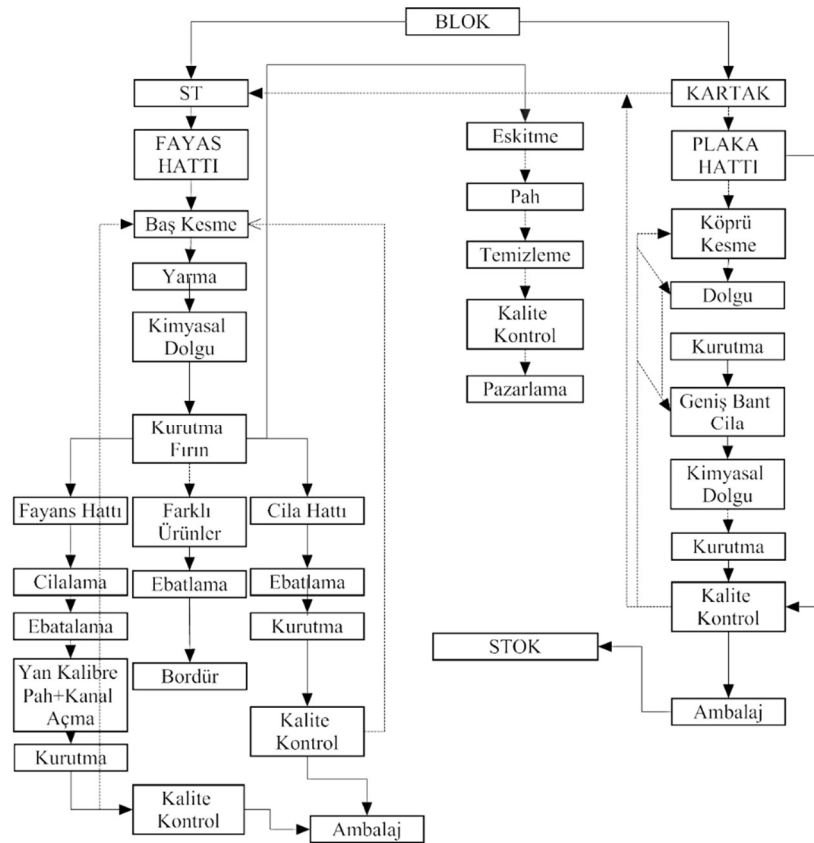 BLOK
ST
FAYAS
HATTI
Baş Kesme
Yarma
Kimyasal
Dolgu
Kurutma
Fırın
Fayans Hattı
Cilalama
Ebatalama
Yan Kalibre
Pah+Kanal
Açma
Kurutma
Kalite
Kontrol
Farklı
Ürünler
Ebatlama
Bordür
Cila Hattı
Ebatlama
Kurutma
Kalite
Kontrol
Ambalaj
Eskitme
Pah
Temizleme
Kalite
Kontrol
Pazarlama
KARTAK
PLAKA
HATTI
Köprü
Kesme
Dolgu
Kurutma
Geniş Bant
Cila
Kimyasal
Dolgu
Kurutma
Kalite
Kontrol
Ambalaj
STOK